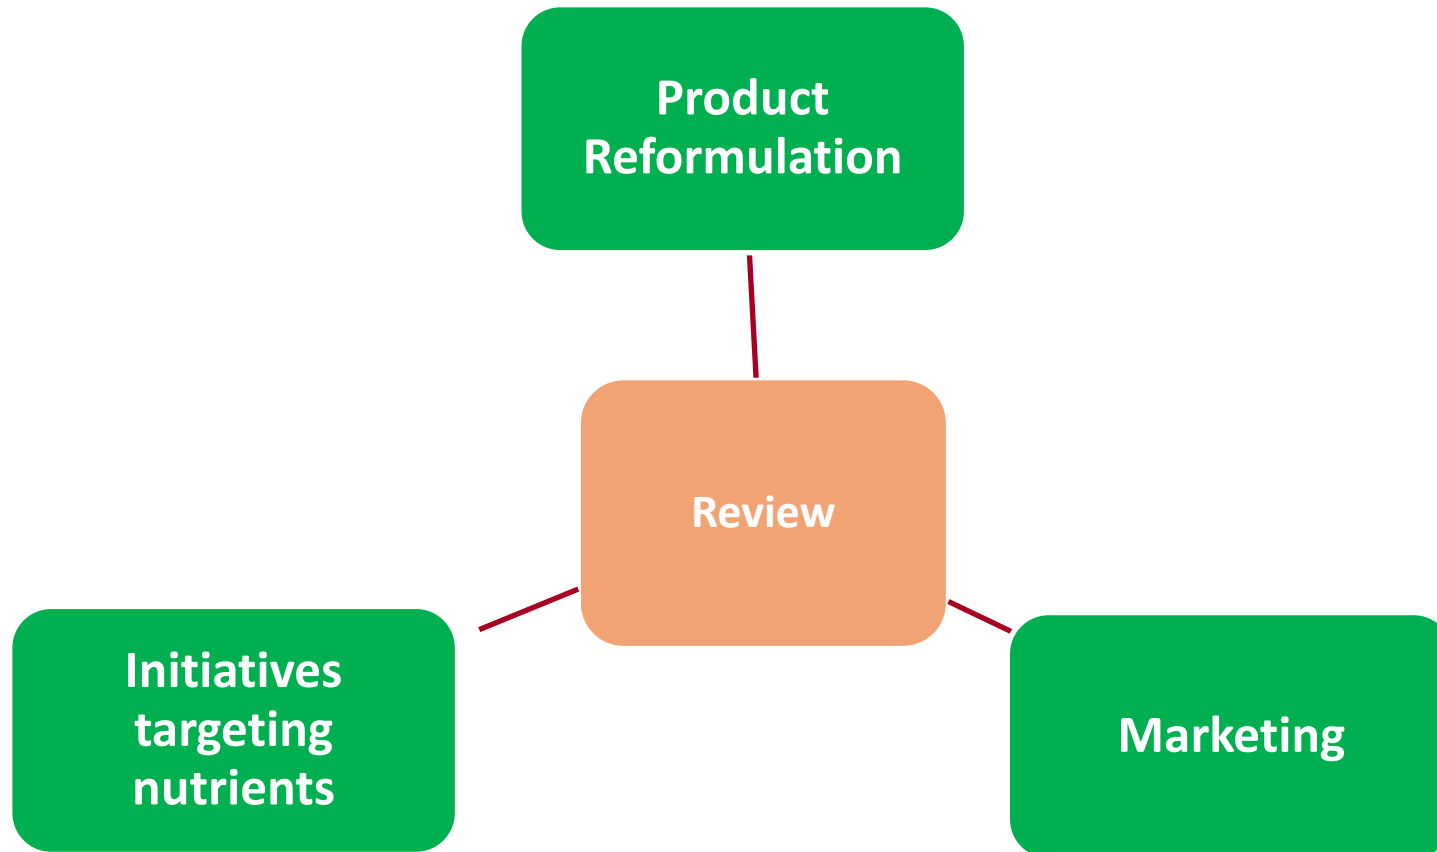 Product
Reformulation
Review
Initiatives
targeting
nutrients
Marketing